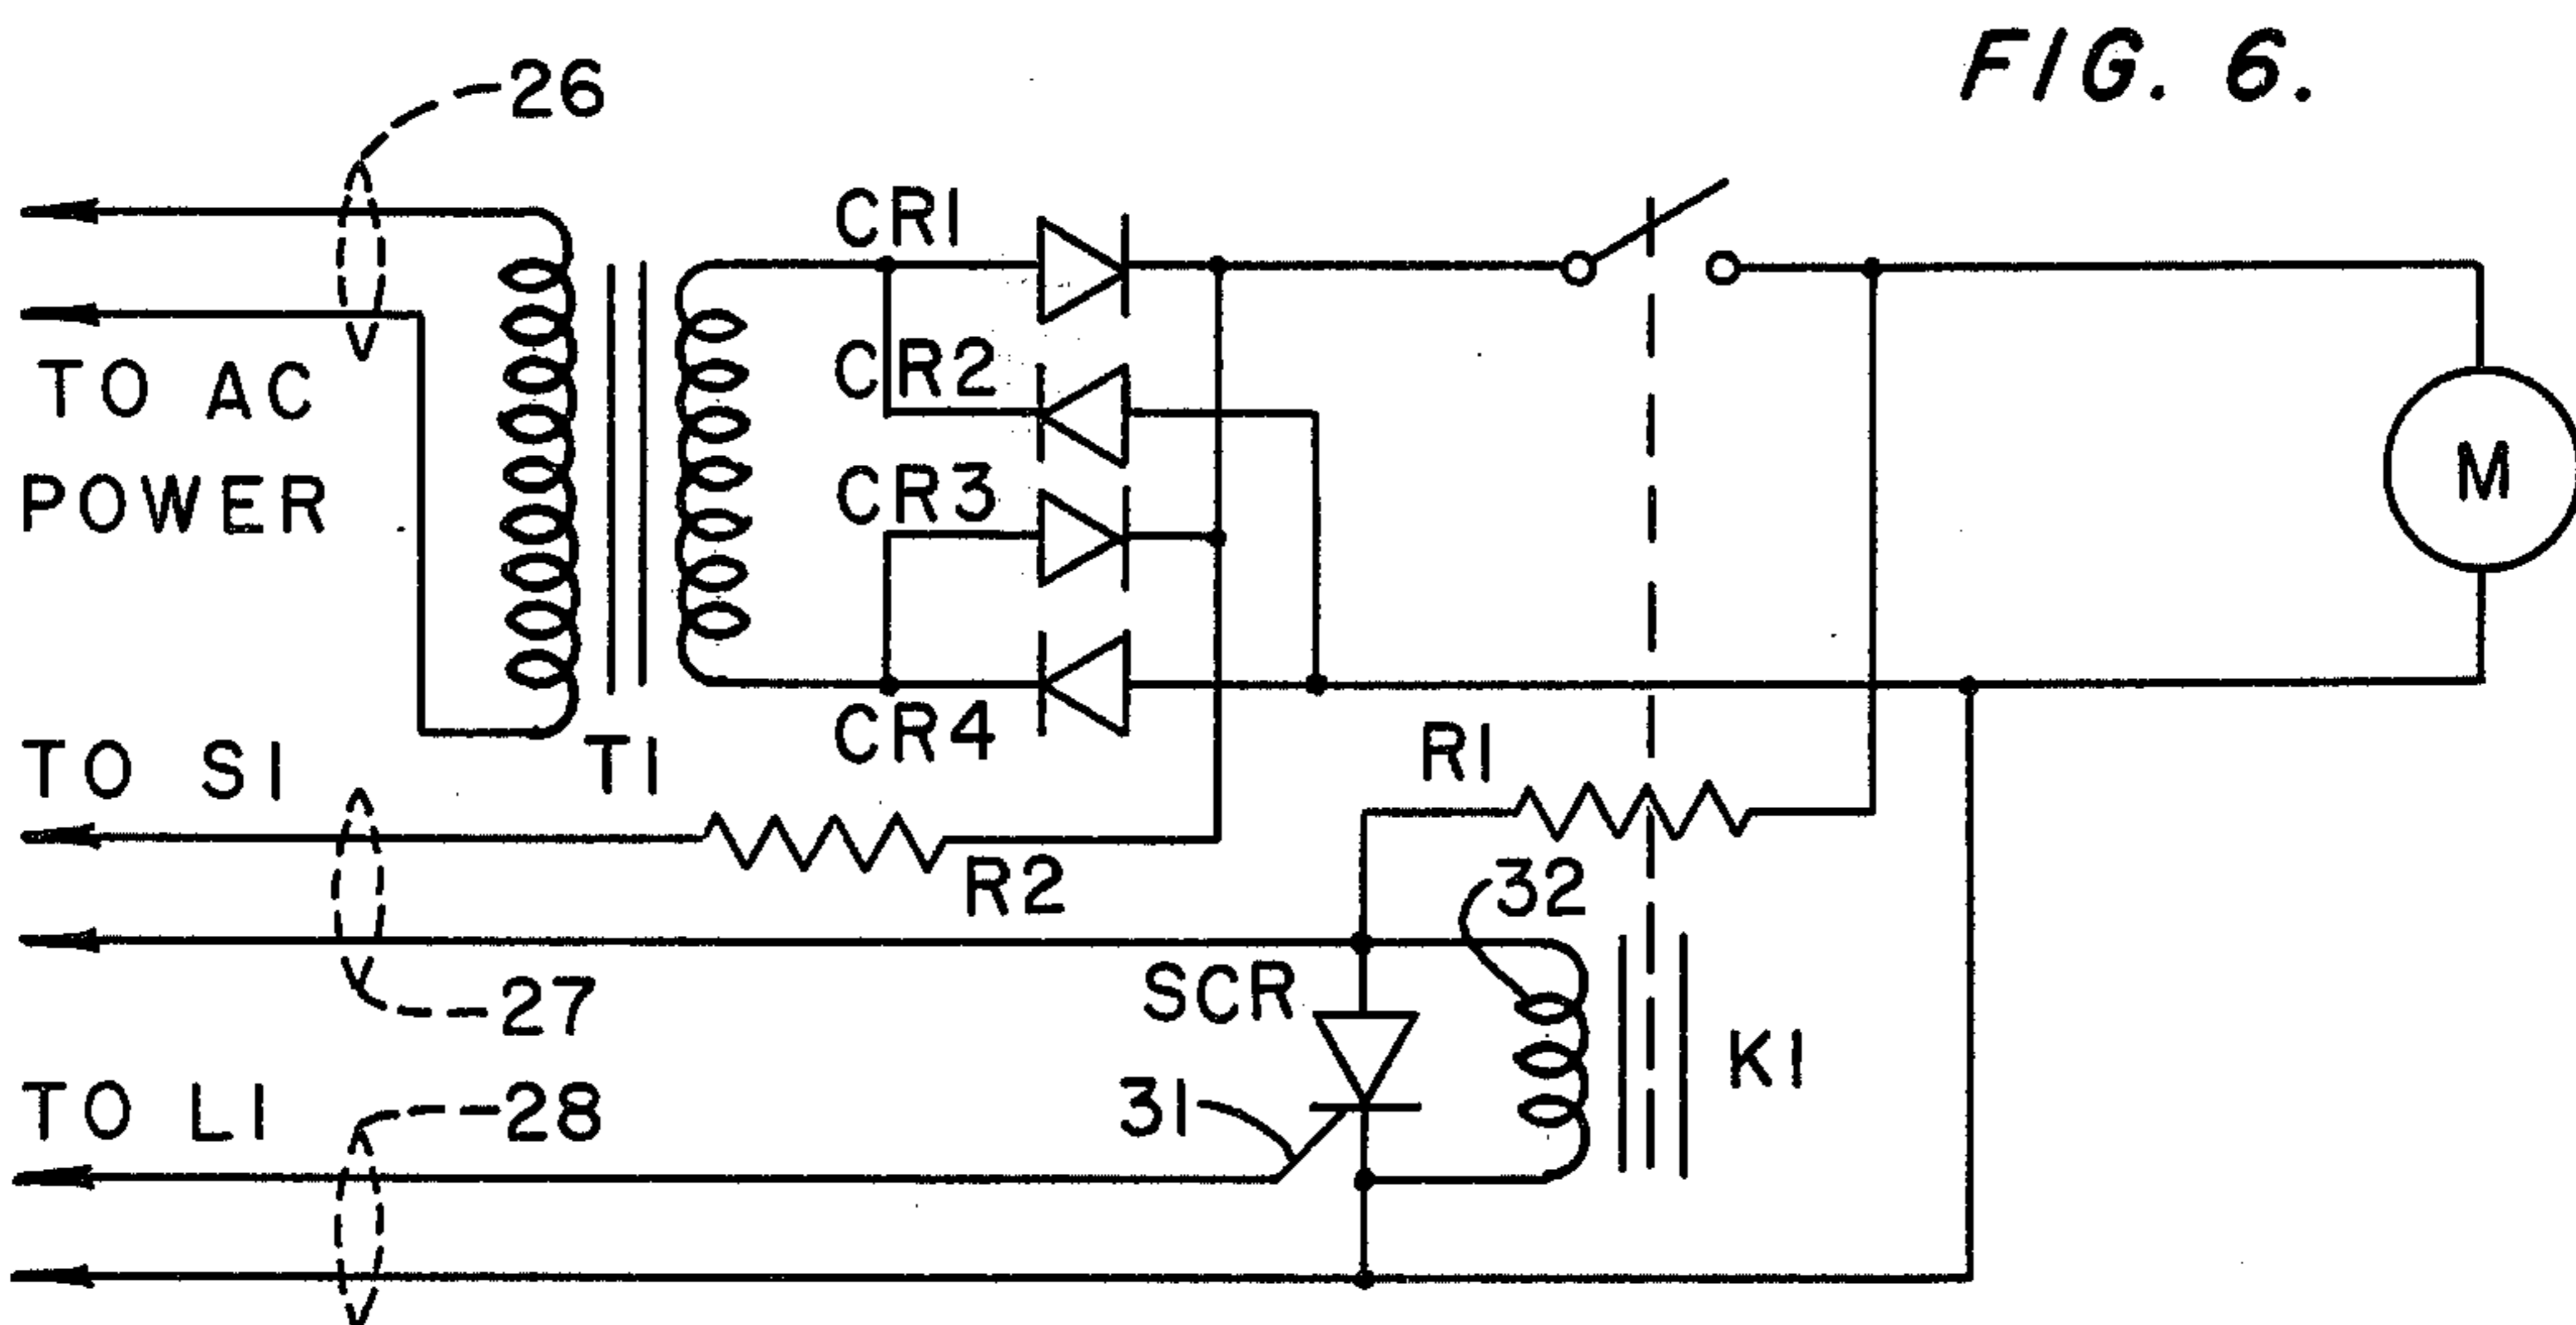 FIG. 6.
26
CR1
TO AC
POWER
CR2
CR3
M
CR4
T1
TO S1
R1
R2
32
SCR
27
K1
31
TO L1
28